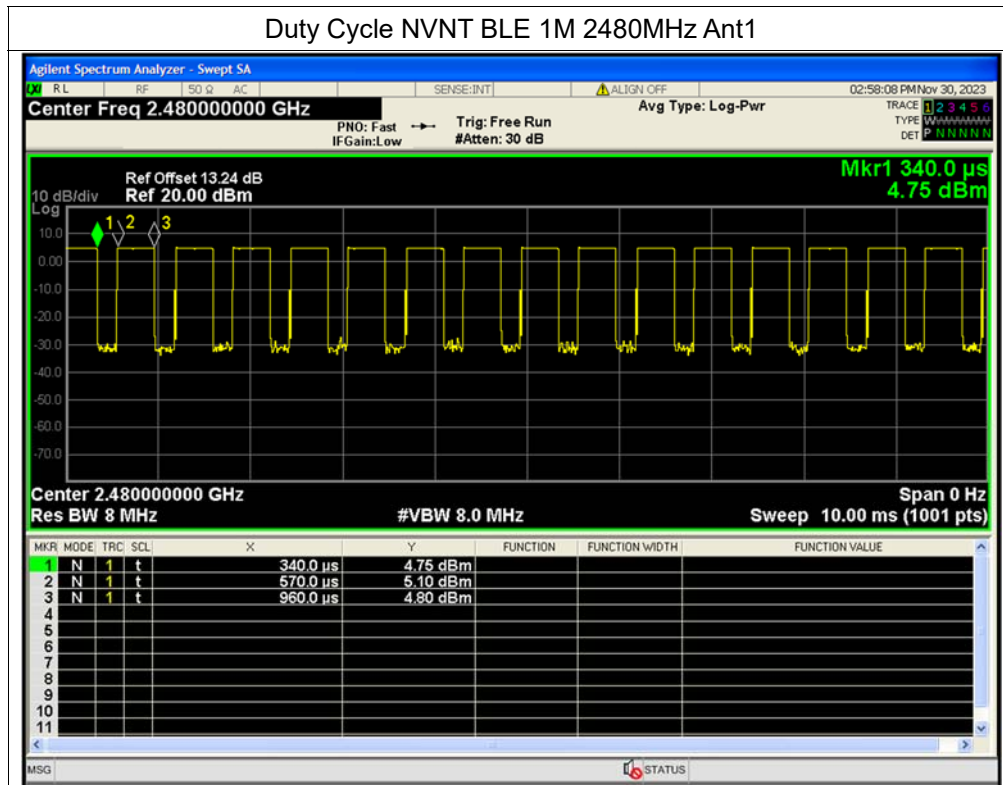 Duty Cycle NVNT BLE 1M 2480MHz Ant1
Agilent Spectrum Analyzer - Swept SA
RL RF 50 Ω AC SENSE:INT ALIGN OFF 02:58:08 PM Nov 30, 2023
Center Freq 2.480000000 GHz Avg Type: Log-Pwr TRACE 1 2 3 4 5 6
PNO: Fast Trig: Free Run TYPE
IFGain:Low #Atten: 30 dB DET P N N N N N
Mkr1 340.0 µs
4.75 dBm
Ref Offset 13.24 dB
10 dB/div Ref 20.00 dBm
Log
1 2 3
10.0
0.00
-10.0
-20.0
-30.0
-40.0
-50.0
-60.0
-70.0
Center 2.480000000 GHz Span 0 Hz
Res BW 8 MHz #VBW 8.0 MHz Sweep 10.00 ms (1001 pts)
MKR MODE TRC SCL X Y FUNCTION FUNCTION WIDTH FUNCTION VALUE
1 N 1 t 340.0 µs 4.75 dBm
2 N 1 t 570.0 µs 5.10 dBm
3 N 1 t 960.0 µs 4.80 dBm
4
5
6
7
8
9
10
11
MSG STATUS